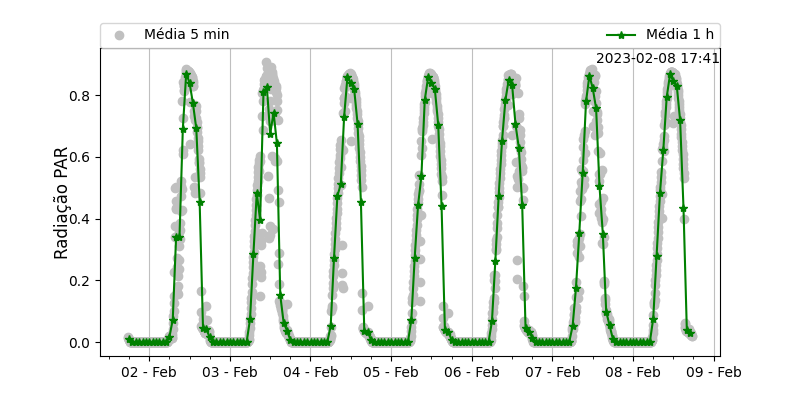 Média 5 min
Média 1 h
2023-02-08 17:41
Radiação PAR
0.8
0.6
0.4
0.2
0.0
02 - Feb
03 - Feb
04 - Feb
05 - Feb
06 - Feb
07 - Feb
08 - Feb
09 - Feb